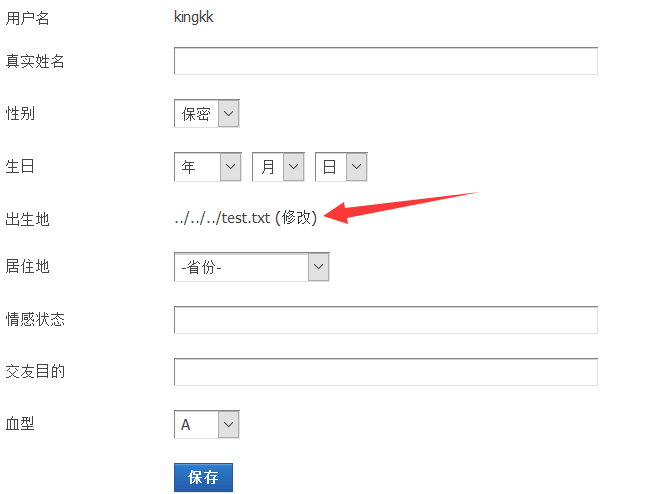 用户名 kingkk
真实姓名
性别 保密
生日 年 月 日
出生地 ../../../test.txt (修改)
居住地 -省份-
情感状态
交友目的
血型 A
保存